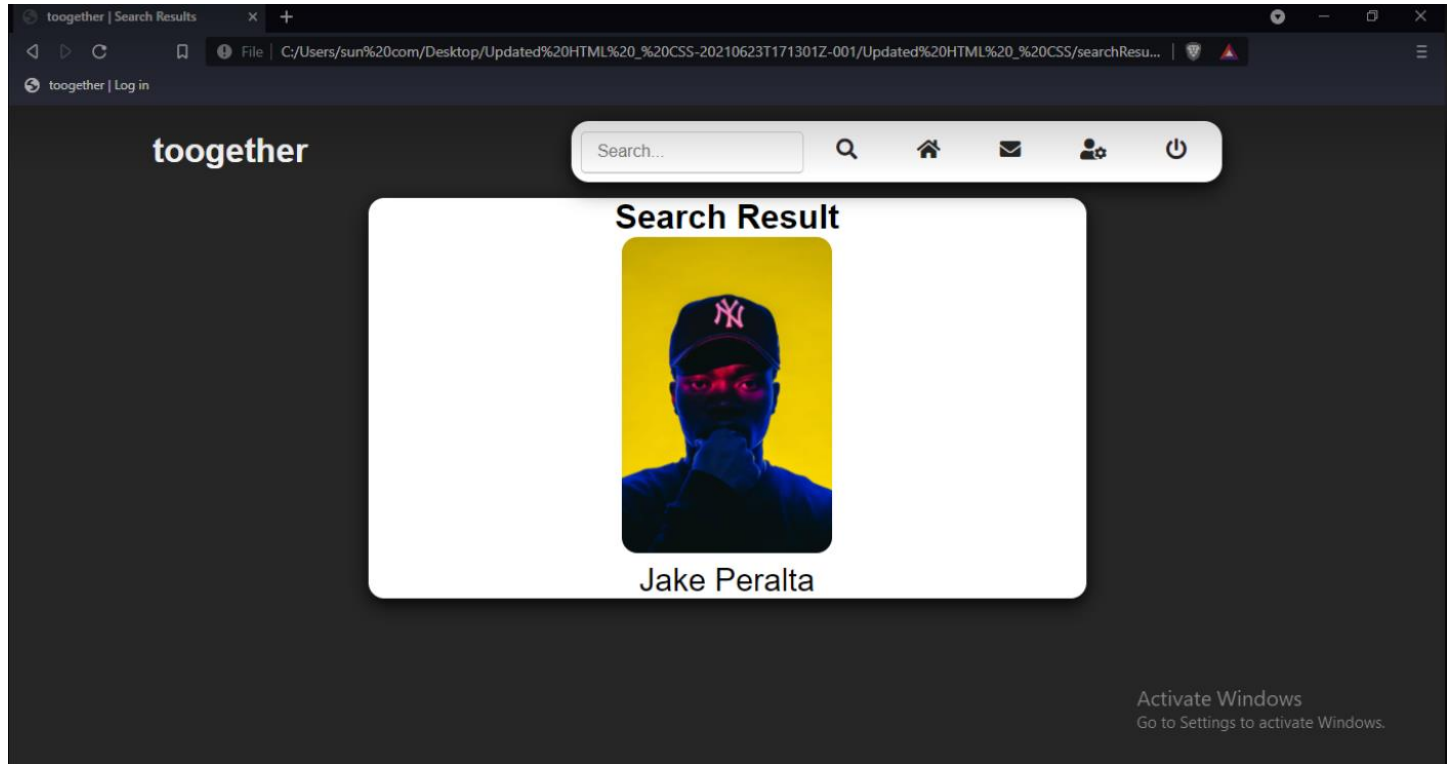 toogether | Search Results
File | C:/Users/sun%20com/Desktop/Updated%20HTML%20_%20CSS-20210623T171301Z-001/Updated%20HTML%20_%20CSS/searchResu...
toogether | Log in
toogether
Search...
Search Result
NY
Jake Peralta
Activate Windows
Go to Settings to activate Windows.